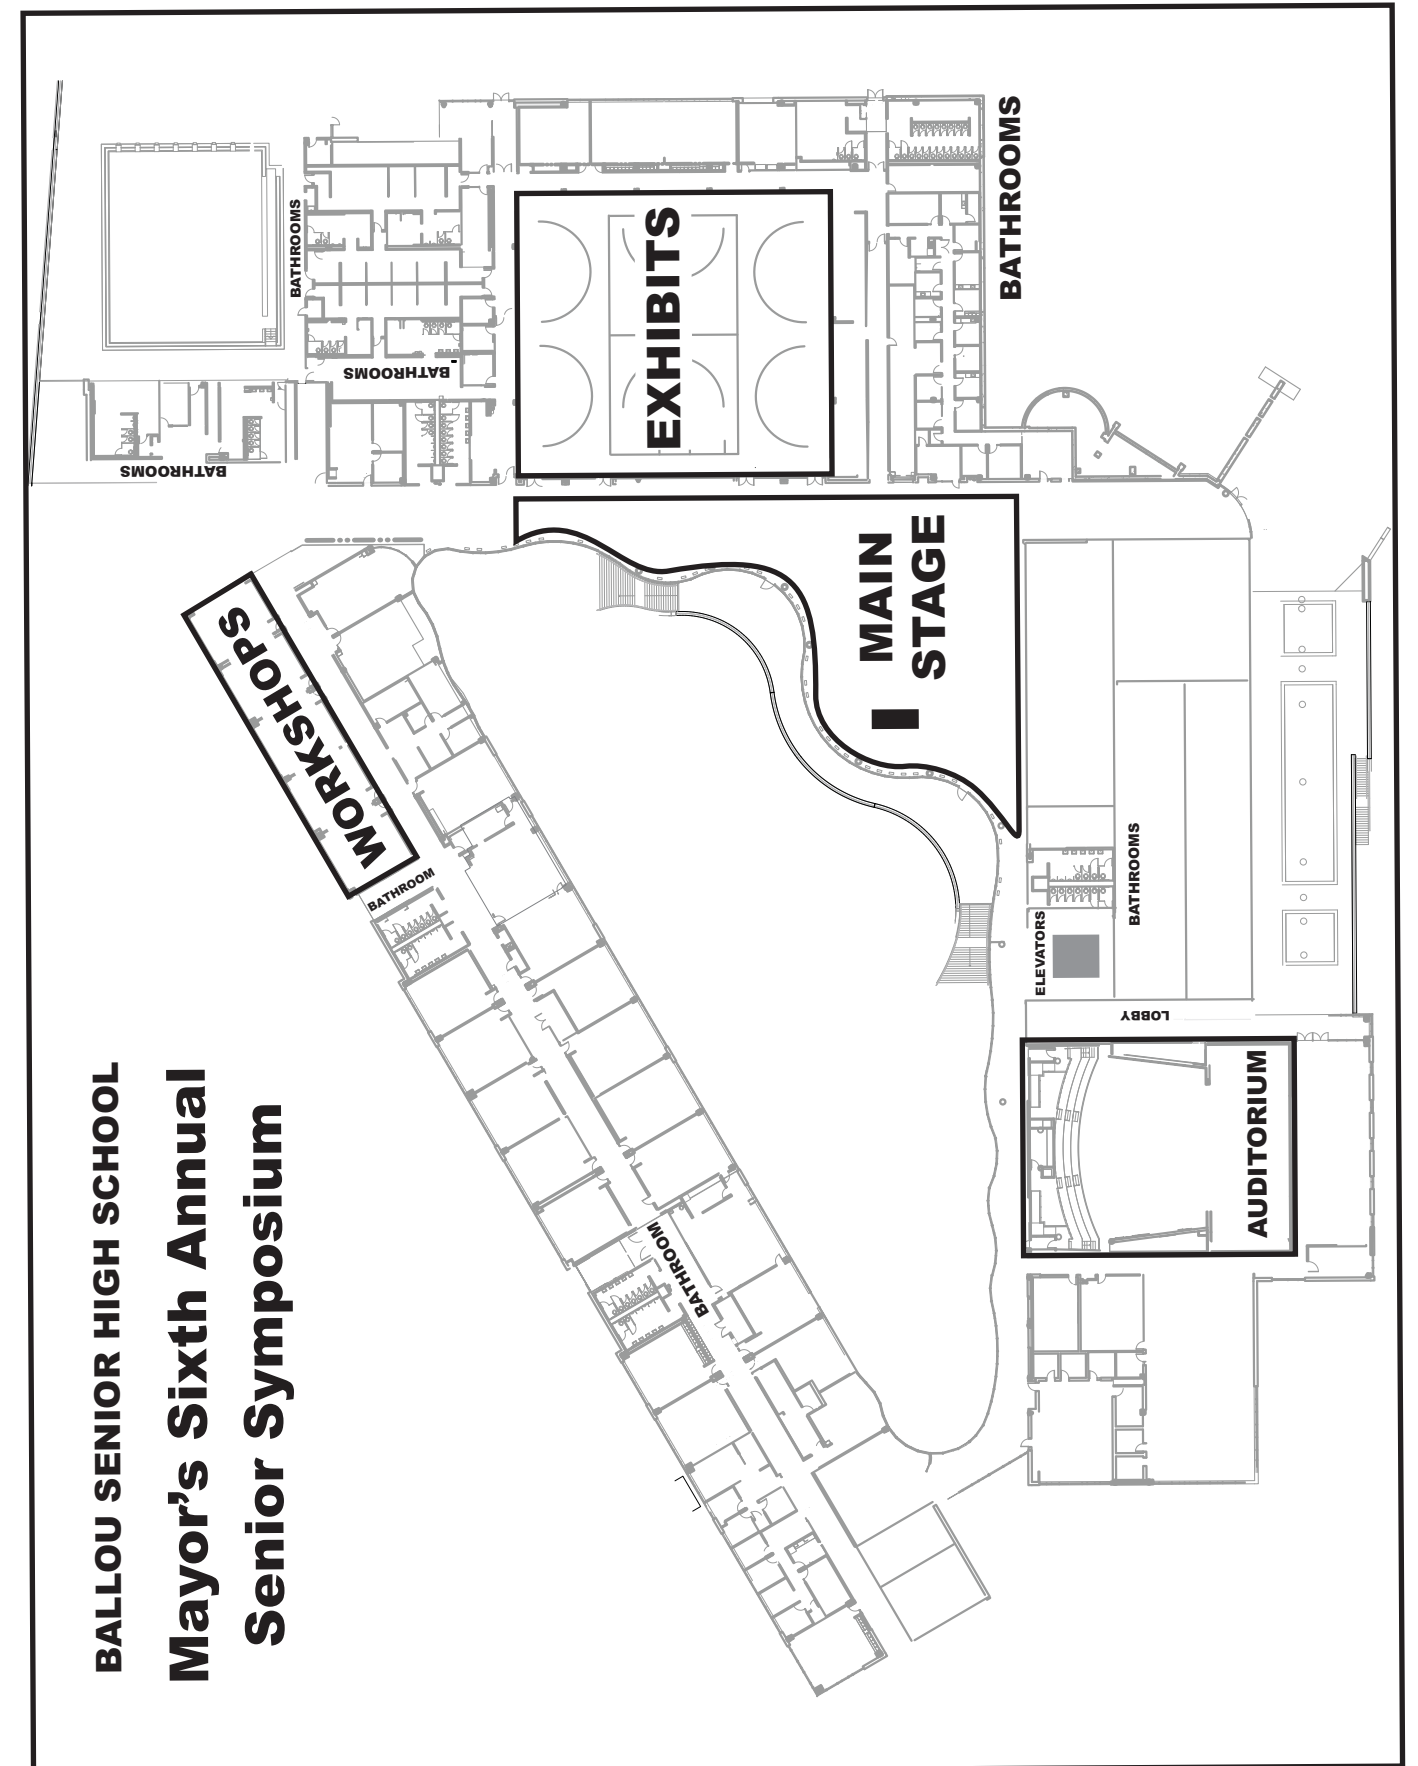 BALLOU SENIOR HIGH SCHOOL
Mayor's Sixth Annual
Senior Symposium
WORKSHOPS
BATHROOM
BATHROOM
BATHROOMS
BATHROOMS
BATHROOMS
EXHIBITS
BATHROOMS
MAIN
STAGE
BATHROOMS
ELEVATORS
LOBBY
AUDITORIUM